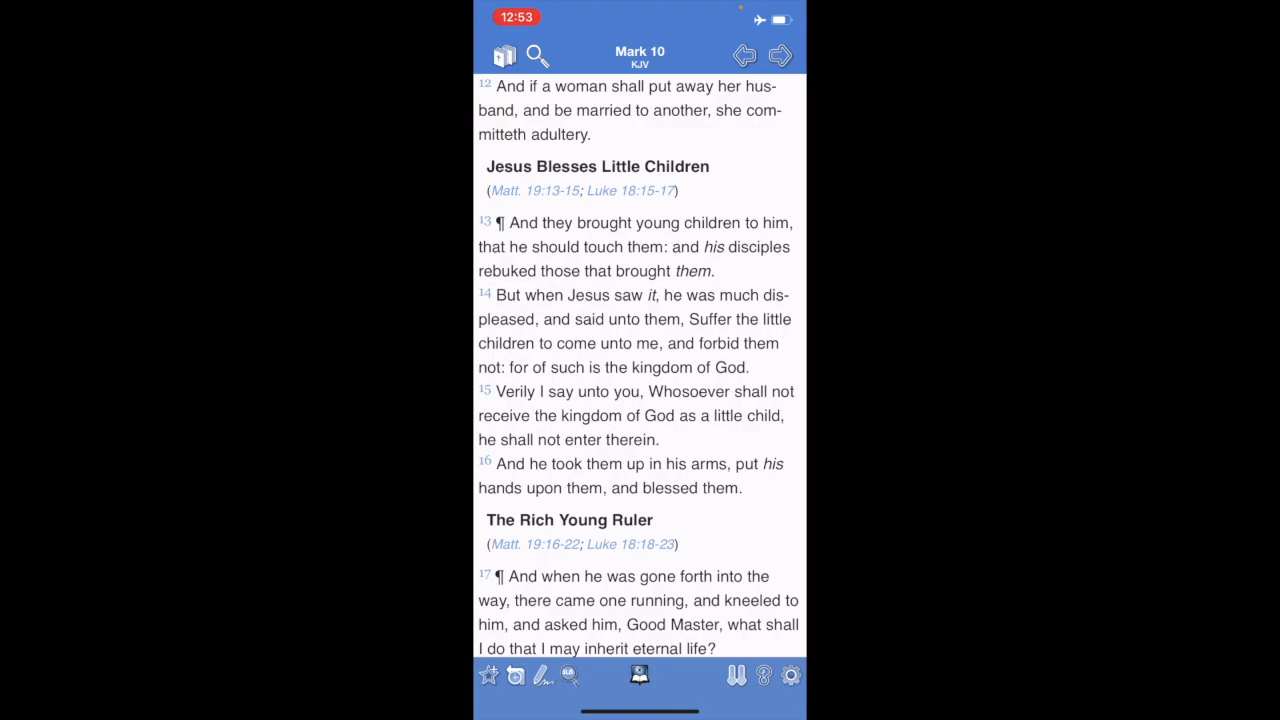 12:53
Mark 10
KJV
12 And if a woman shall put away her hus-
band, and be married to another, she com-
mitteth adultery.
Jesus Blesses Little Children
(Matt. 19:13-15; Luke 18:15-17)
13 ¶ And they brought young children to him,
that he should touch them: and his disciples
rebuked those that brought them.
14 But when Jesus saw it, he was much dis-
pleased, and said unto them, Suffer the little
children to come unto me, and forbid them
not: for of such is the kingdom of God.
15 Verily I say unto you, Whosoever shall not
receive the kingdom of God as a little child,
he shall not enter therein.
16 And he took them up in his arms, put his
hands upon them, and blessed them.
The Rich Young Ruler
(Matt. 19:16-22; Luke 18:18-23)
17 ¶ And when he was gone forth into the
way, there came one running, and kneeled to
him, and asked him, Good Master, what shall
I do that I may inherit eternal life?